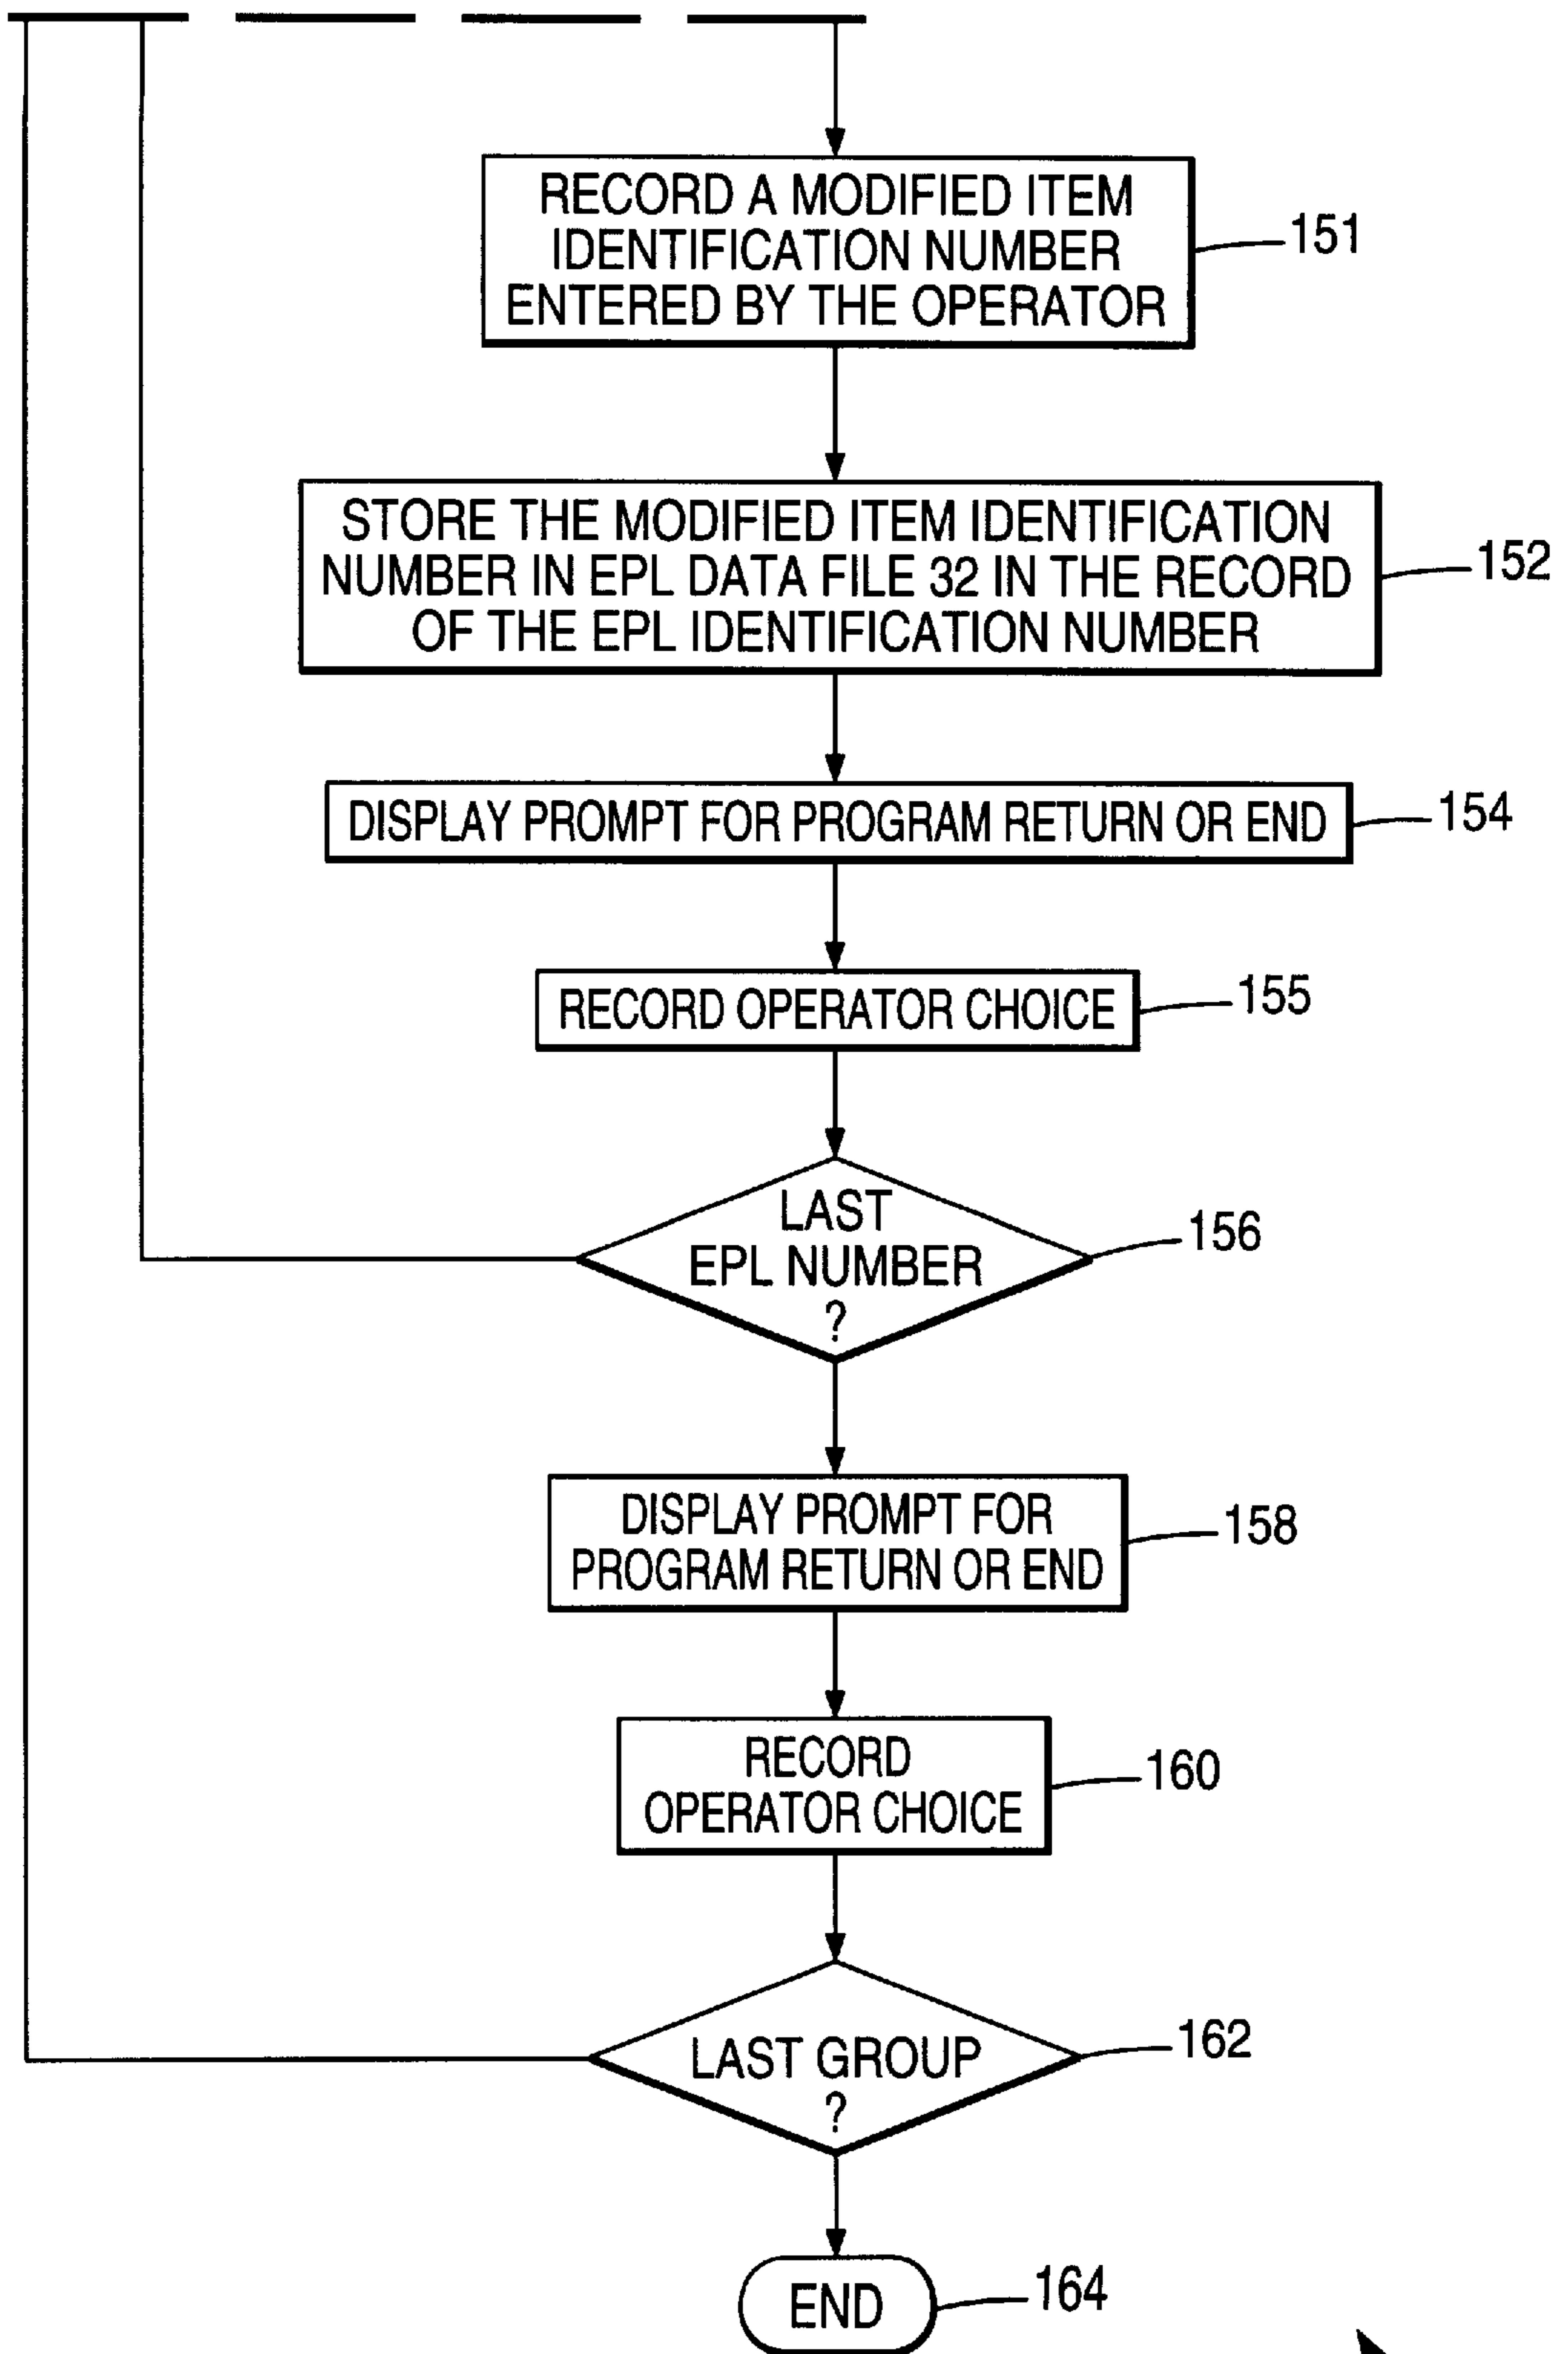 RECORD A MODIFIED ITEM
IDENTIFICATION NUMBER
ENTERED BY THE OPERATOR
151
STORE THE MODIFIED ITEM IDENTIFICATION
NUMBER IN EPL DATA FILE 32 IN THE RECORD
OF THE EPL IDENTIFICATION NUMBER
152
DISPLAY PROMPT FOR PROGRAM RETURN OR END
154
RECORD OPERATOR CHOICE
155
LAST
EPL NUMBER
?
156
DISPLAY PROMPT FOR
PROGRAM RETURN OR END
158
RECORD
OPERATOR CHOICE
160
LAST GROUP
?
162
END
164